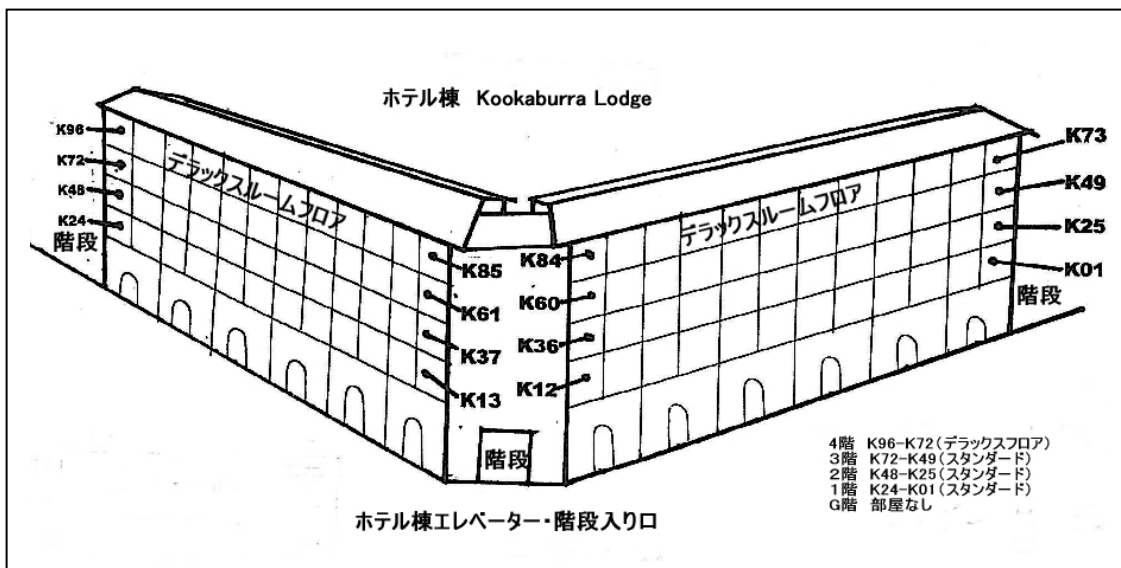 ホテル棟 Kookaburra Lodge
K96
K72
K48
K24
階段
デラックスルームフロア
K85
K61
K37
K13
K84
K60
K36
K12
デラックスルームフロア
K73
K49
K25
K01
階段
階段
ホテル棟エレベーター・階段入り口
4階 K96-K72(デラックスフロア)
3階 K72-K49(スタンダード)
2階 K48-K25(スタンダード)
1階 K24-K01(スタンダード)
G階 部屋なし